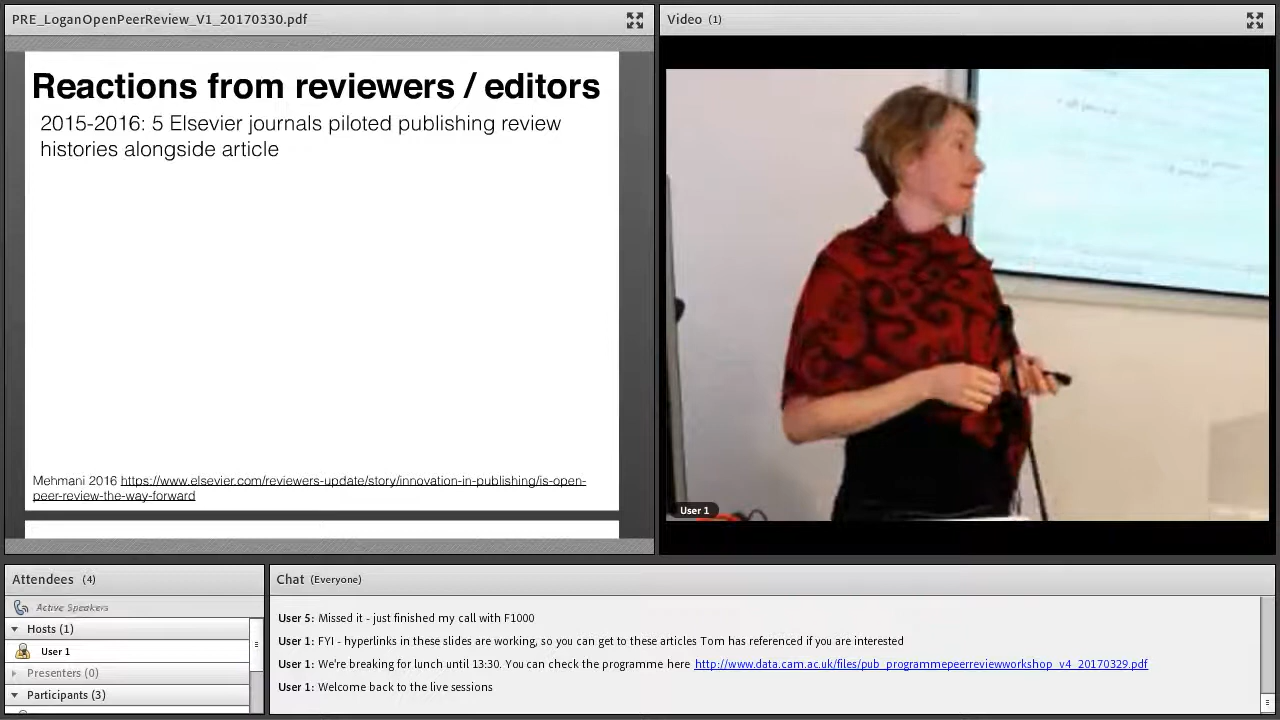 PRE_LoganOpenPeerReview_V1_20170330.pdf
Reactions from reviewers / editors
2015-2016: 5 Elsevier journals piloted publishing review
histories alongside article
Mehmani 2016 https://www.elsevier.com/reviewers-update/story/innovation-in-publishing/is-open-
peer-review-the-way-forward
Video (1)
User 1
Attendees (4)
Active Speakers
Hosts (1)
User 1
Presenters (0)
Participants (3)
Chat (Everyone)
User 5: Missed it - just finished my call with F1000
User 1: FYI - hyperlinks in these slides are working, so you can get to these articles Tom has referenced if you are interested
User 1: We're breaking for lunch until 13:30. You can check the programme here http://www.data.cam.ac.uk/files/pub_programmepeerreviewworkshop_v4_20170329.pdf
User 1: Welcome back to the live sessions